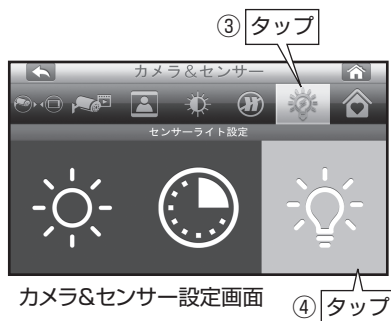 ③ タップ
カメラ&センサー
センサーライト設定
カメラ&センサー設定画面
④ タップ